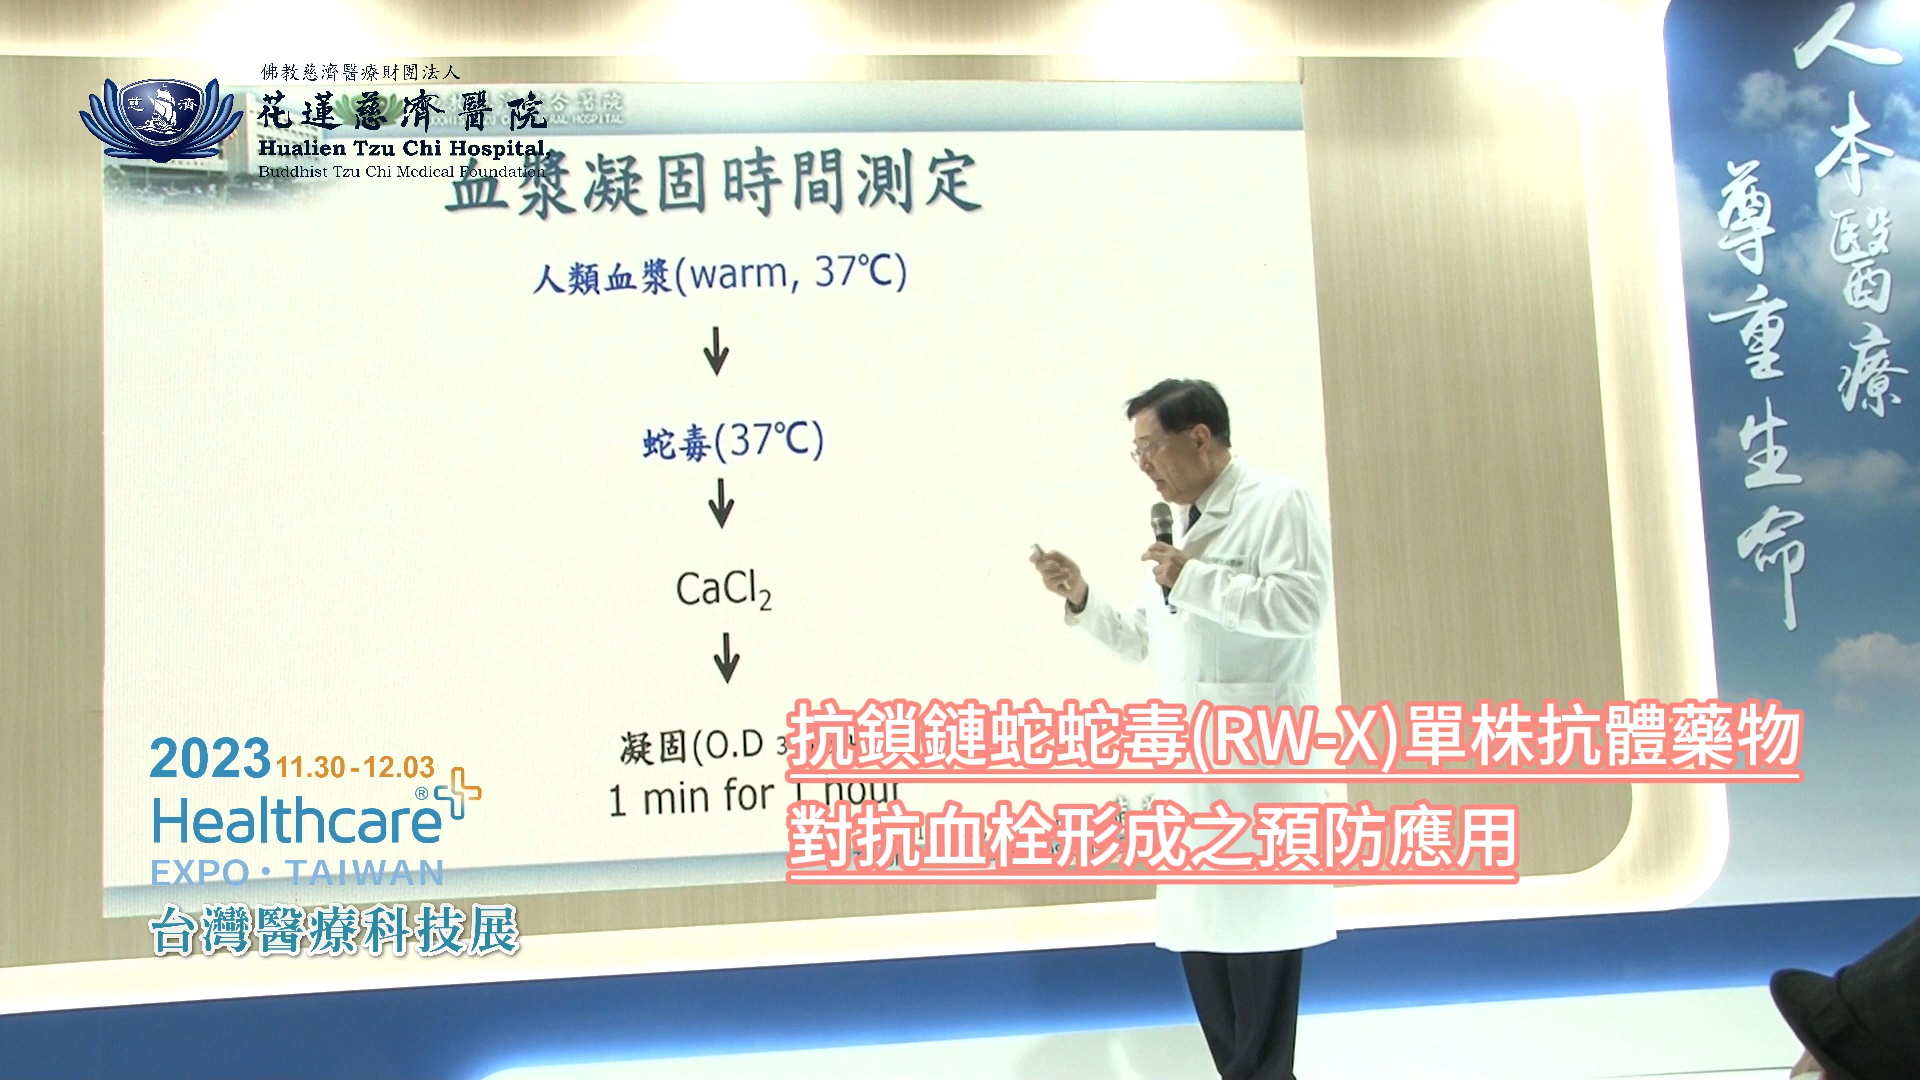 佛教慈濟醫療財團法人
花蓮慈濟醫院
Hualien Tzu Chi Hospital,
Buddhist Tzu Chi Medical Foundation
慈濟
血漿凝固時間測定
人類血漿(warm, 37℃)
蛇毒(37℃)
CaCl₂
凝固(O.D
1 min for 1 hour
人本醫療
尊重生命
抗鎖鏈蛇蛇毒(RW-X)單株抗體藥物
對抗血栓形成之預防應用
2023 11.30-12.03
Healthcare®
EXPO・TAIWAN
台灣醫療科技展